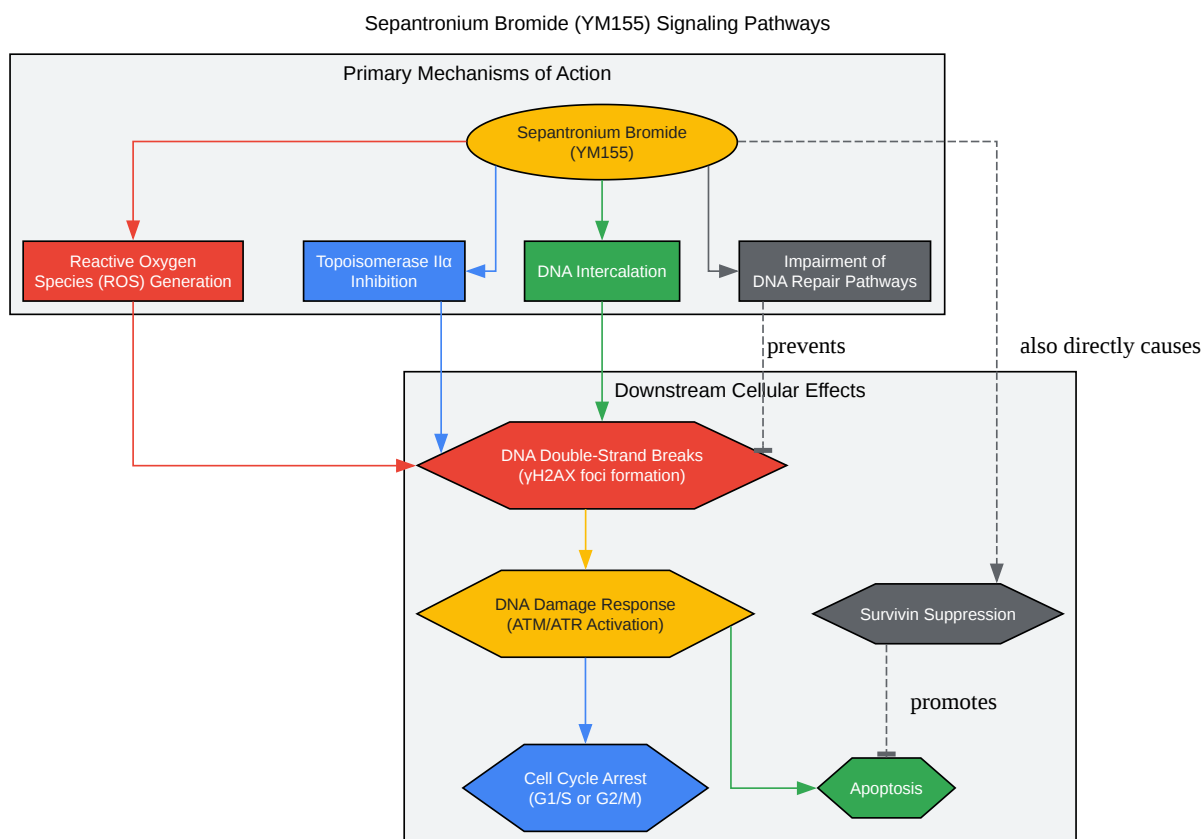 Sepantronium Bromide (YM155) Signaling Pathways
Primary Mechanisms of Action
Sepantronium Bromide
(YM155)
Reactive Oxygen
Species (ROS) Generation
Topoisomerase IIα
Inhibition
DNA Intercalation
Impairment of
DNA Repair Pathways
prevents
also directly causes
Downstream Cellular Effects
DNA Double-Strand Breaks
(γH2AX foci formation)
DNA Damage Response
(ATM/ATR Activation)
Survivin Suppression
promotes
Cell Cycle Arrest
(G1/S or G2/M)
Apoptosis